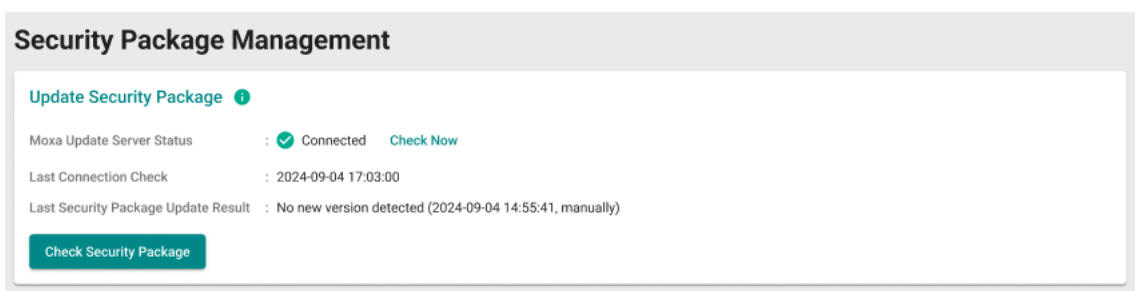 Security Package Management
Update Security Package
Moxa Update Server Status : Connected Check Now
Last Connection Check : 2024-09-04 17:03:00
Last Security Package Update Result : No new version detected (2024-09-04 14:55:41, manually)
Check Security Package